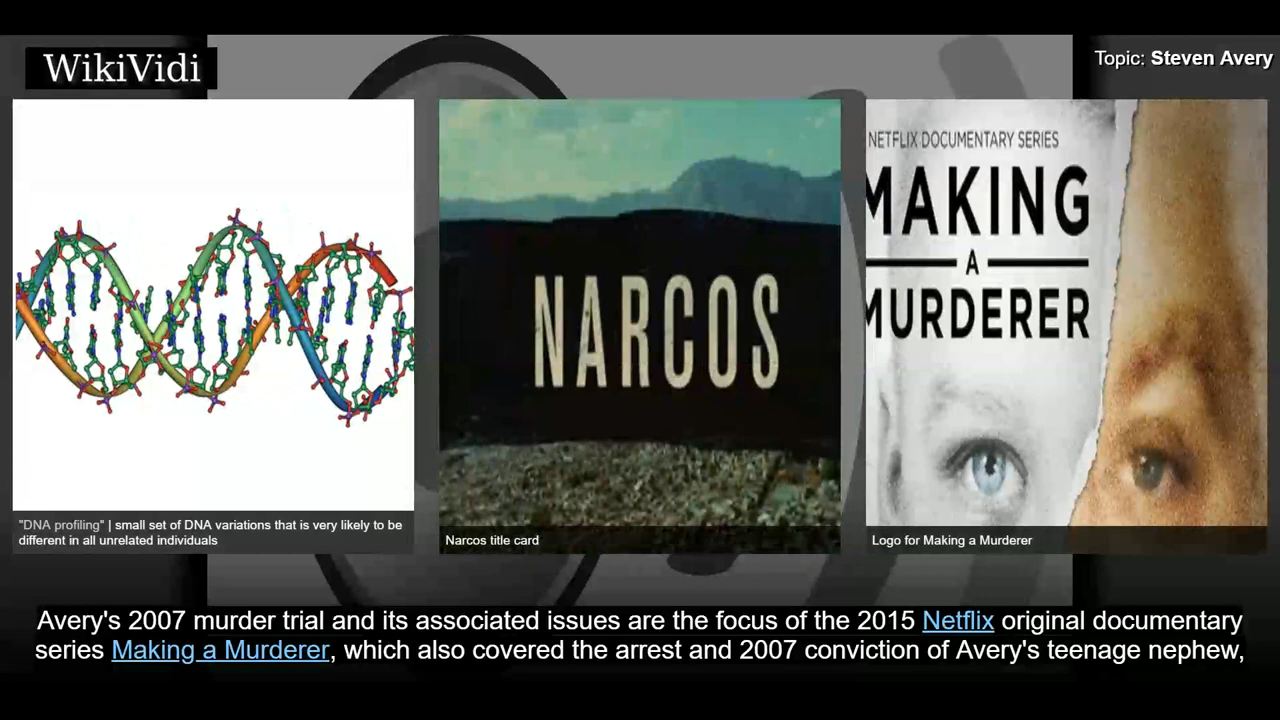 WikiVidi
Topic: Steven Avery
"DNA profiling" | small set of DNA variations that is very likely to be
different in all unrelated individuals
NARCOS
Narcos title card
NETFLIX DOCUMENTARY SERIES
MAKING
A
MURDERER
Logo for Making a Murderer
Avery's 2007 murder trial and its associated issues are the focus of the 2015 Netflix original documentary
series Making a Murderer, which also covered the arrest and 2007 conviction of Avery's teenage nephew,